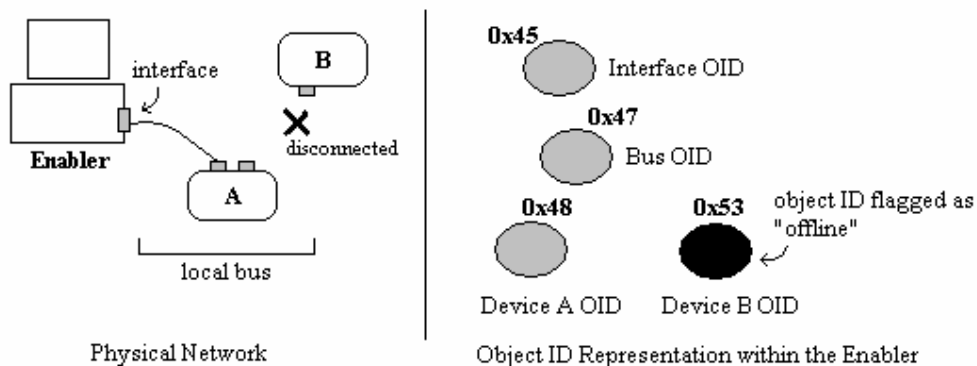 B
interface
disconnected
Enabler
A
local bus
Physical Network
0x45
Interface OID
0x47
Bus OID
0x48
0x53
object ID flagged as
"offline"
Device A OID
Device B OID
Object ID Representation within the Enabler